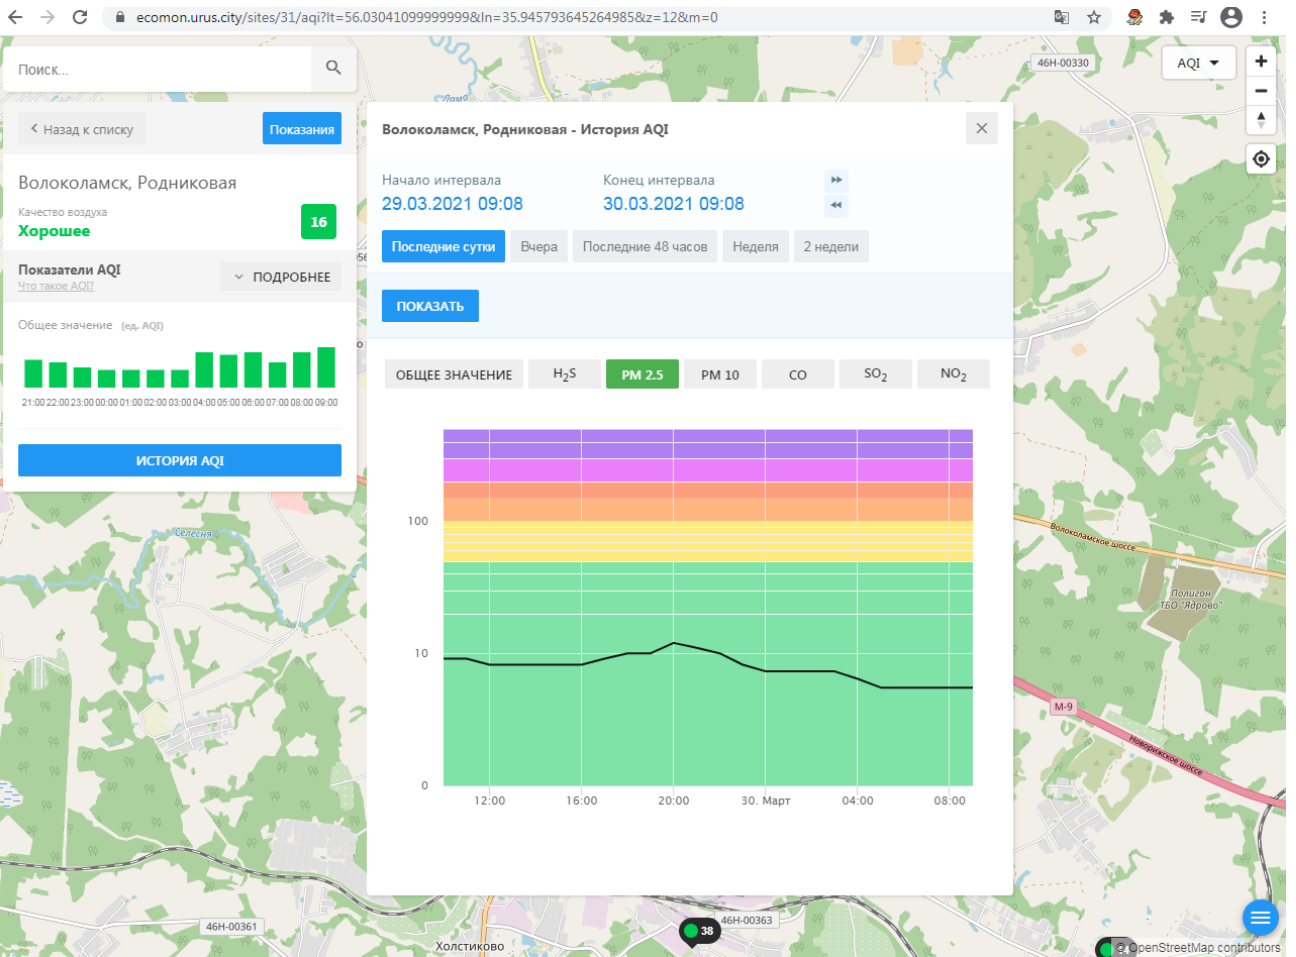 ecomon.urus.city/sites/31/aqi?lt=56.03041099999999&ln=35.945793645264985&z=12&m=0
Поиск...
Лама
46Н-00330
AQI
Назад к списку
Показания
Волоколамск, Родниковая - История AQI
Волоколамск, Родниковая
Качество воздуха
Хорошее
16
Начало интервала
Конец интервала
29.03.2021 09:08
30.03.2021 09:08
Последние сутки
Вчера
Последние 48 часов
Неделя
2 недели
Показатели AQI
Что такое AQI?
ПОДРОБНЕЕ
ПОКАЗАТЬ
Общее значение (ед. AQI)
21:00 22:00 23:00 00:00 01:00 02:00 03:00 04:00 05:00 06:00 07:00 08:00 09:00
ИСТОРИЯ AQI
ОБЩЕЕ ЗНАЧЕНИЕ
H2S
PM 2.5
PM 10
CO
SO2
NO2
100
10
0
12:00
16:00
20:00
30. Март
04:00
08:00
Селесня
Волоколамское шоссе
Полигон
ТБО "Ядрово"
М-9
Новорижское шоссе
46Н-00361
Холстиково
38
46Н-00363
© OpenStreetMap contributors